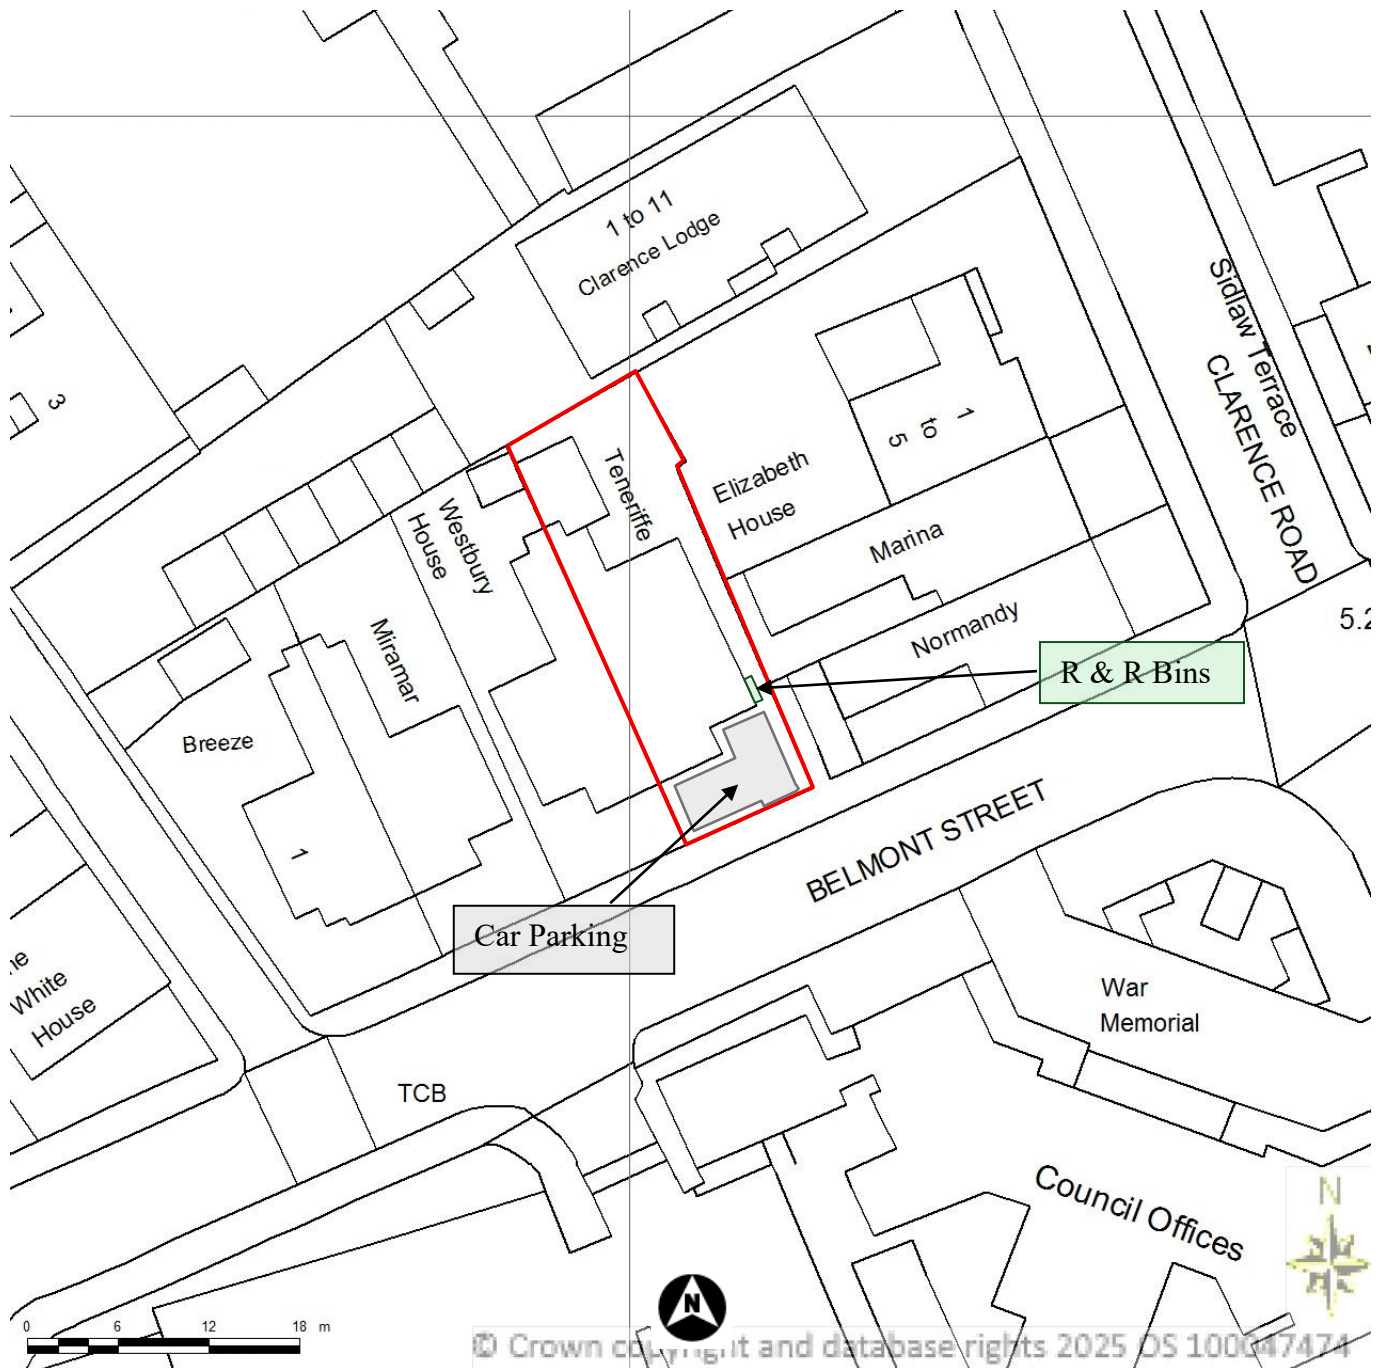 1 to 11
Clarence Lodge
Sidlaw Terrace
CLARENCE ROAD
3
Teneriffe
Elizabeth
House
1
to
5
Westbury
House
Marina
Miramar
Normandy
5.2
R & R Bins
Breeze
1
BELMONT STREET
Car Parking
White
House
War
Memorial
TCB
Council Offices
N
N
0 6 12 18 m
© Crown copyright and database rights 2025 OS 100047474